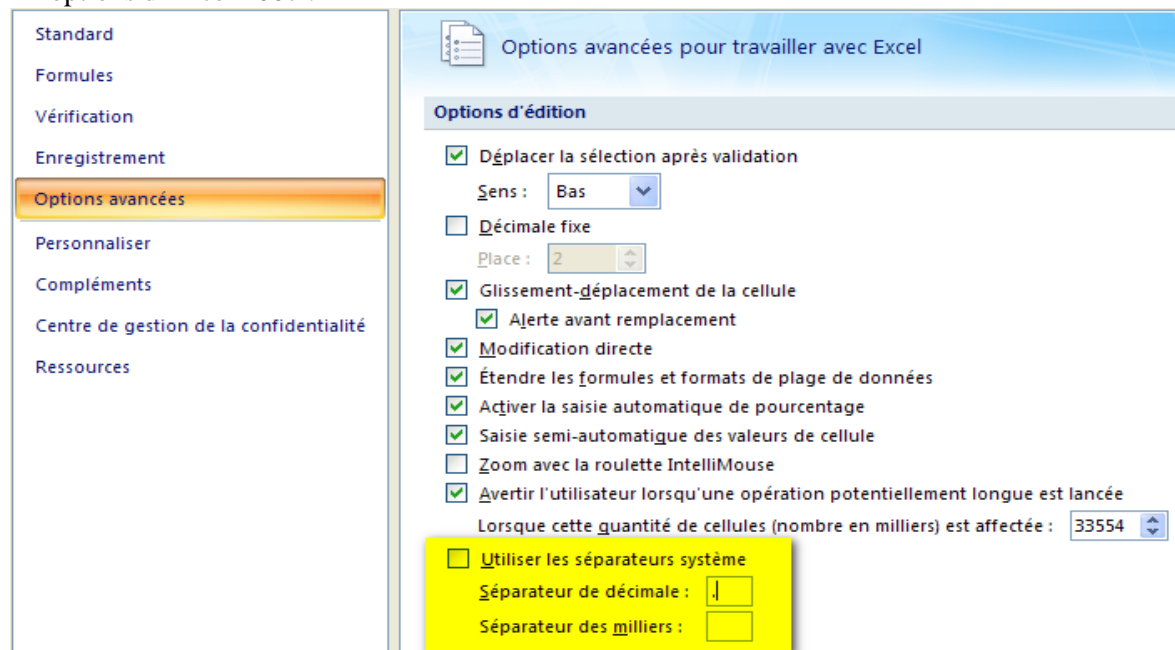 Standard
Formules
Vérification
Enregistrement
Options avancées
Personnaliser
Compléments
Centre de gestion de la confidentialité
Ressources
Options avancées pour travailler avec Excel
Options d'édition
Déplacer la sélection après validation
Sens : Bas
Décimale fixe
Place : 2
Glissement-déplacement de la cellule
Alerte avant remplacement
Modification directe
Étendre les formules et formats de plage de données
Activer la saisie automatique de pourcentage
Saisie semi-automatique des valeurs de cellule
Zoom avec la roulette IntelliMouse
Avertir l'utilisateur lorsqu'une opération potentiellement longue est lancée
Lorsque cette quantité de cellules (nombre en milliers) est affectée : 33554
Utiliser les séparateurs système
Séparateur de décimale : .
Séparateur des milliers :